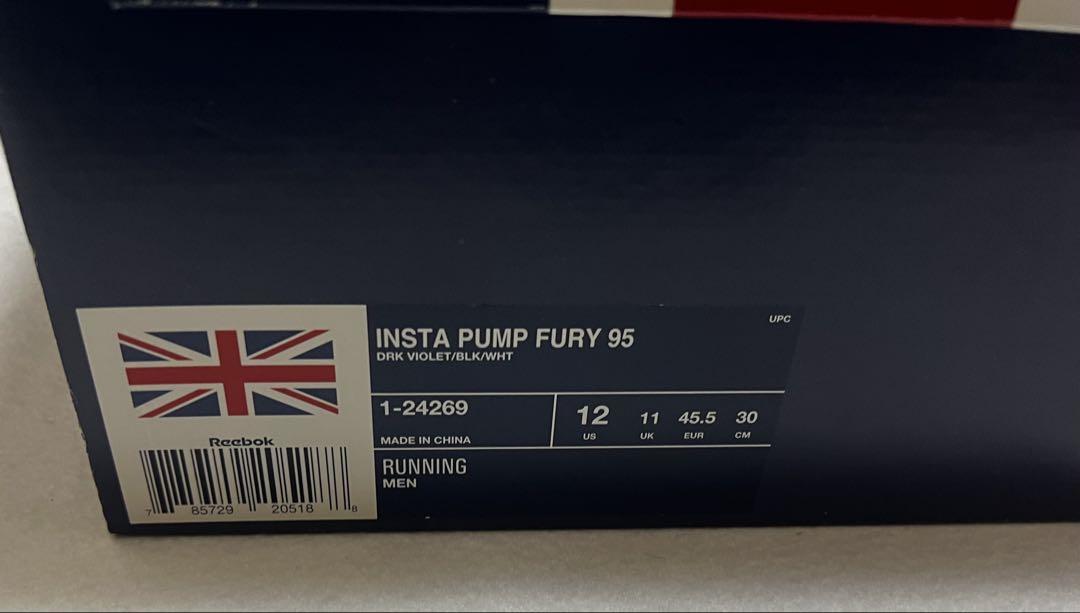 UPC
INSTA PUMP FURY 95
DRK VIOLET/BLK/WHT
1-24269
12 11 45.5 30
US UK EUR CM
MADE IN CHINA
RUNNING
MEN
Reebok
7 85729 20518 8